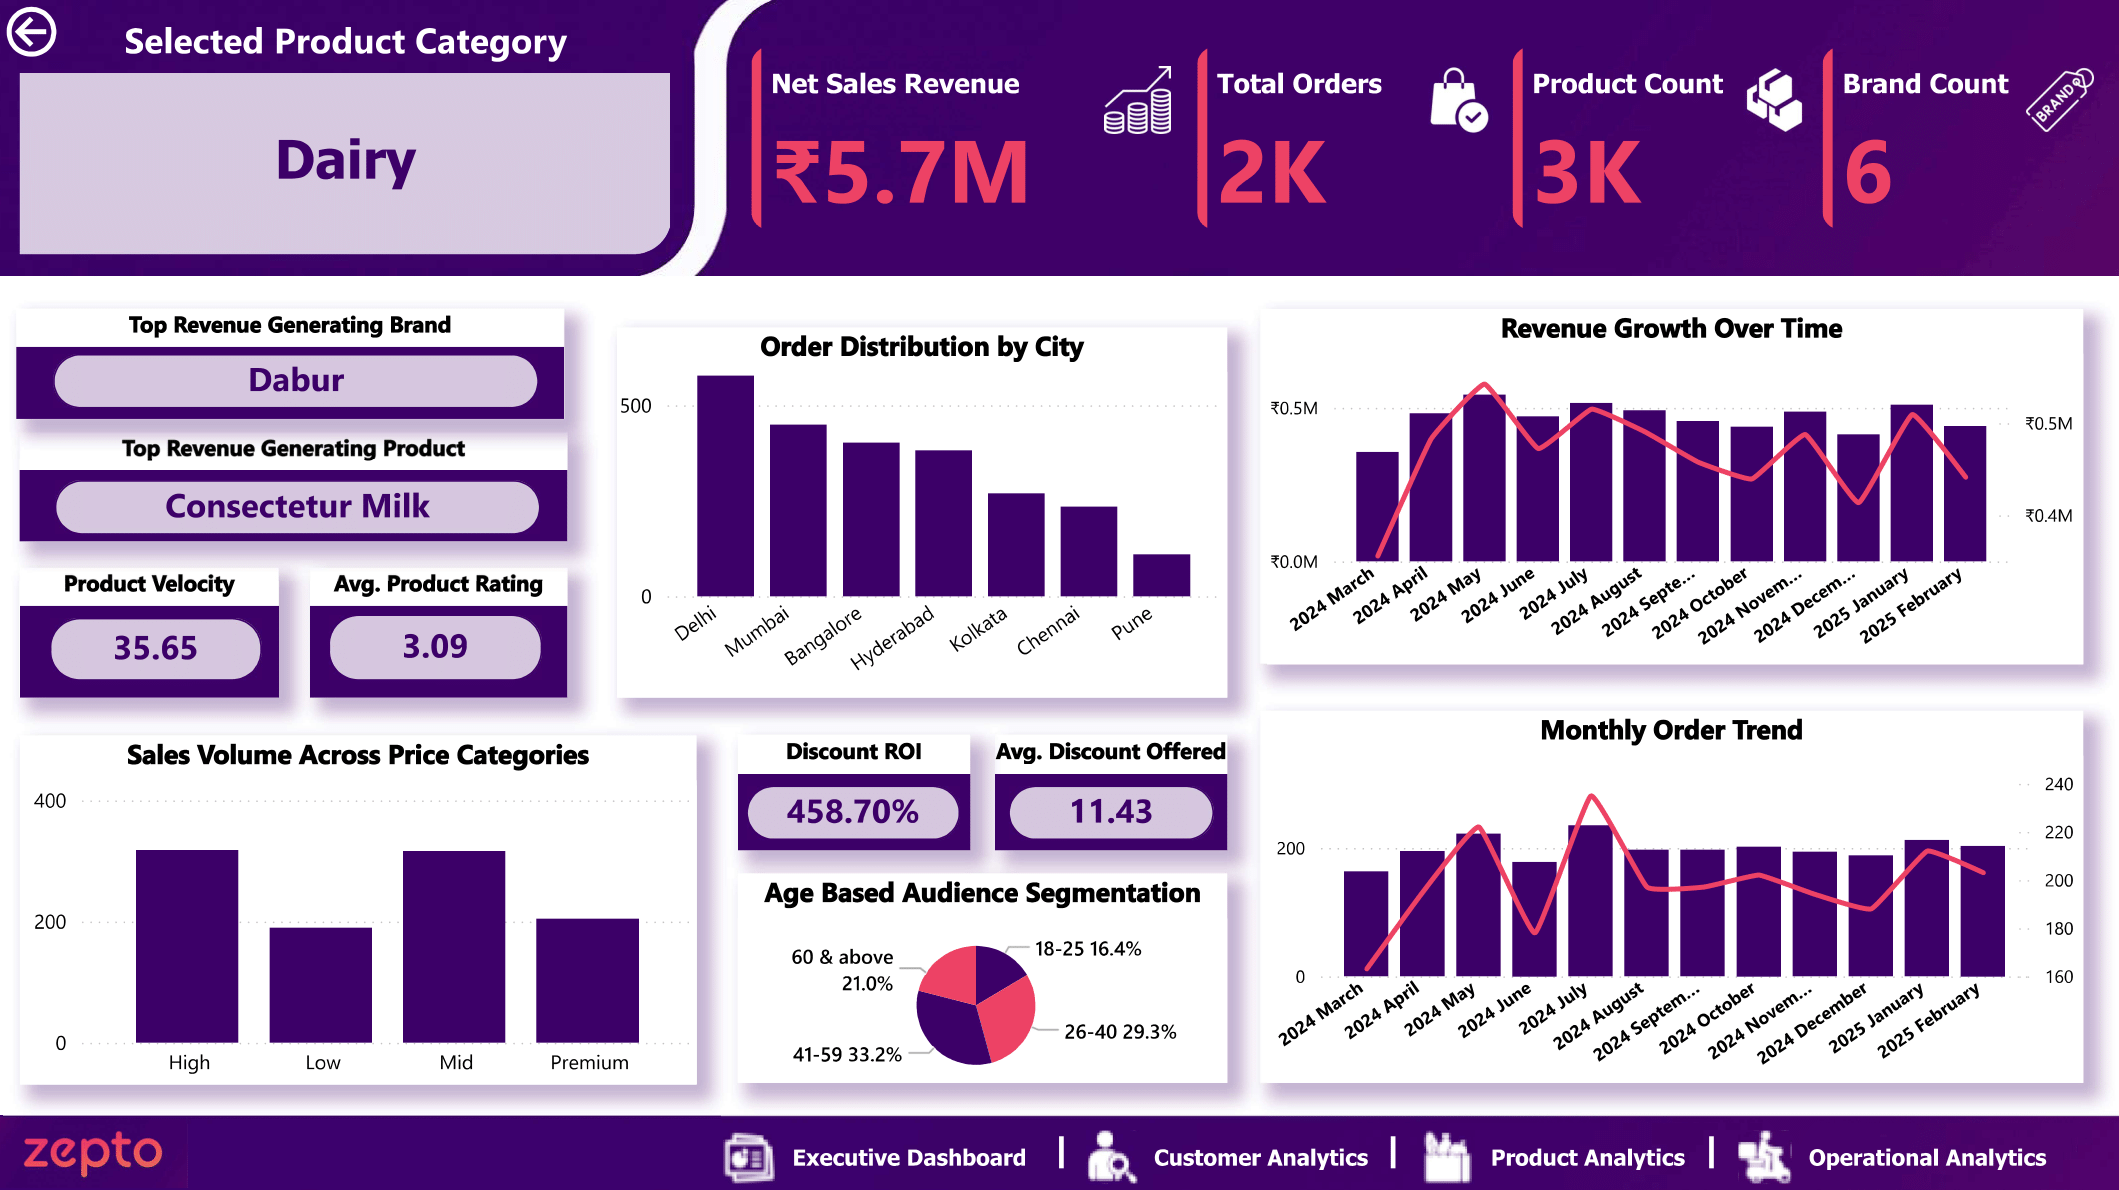 Selected Product Category
Dairy
Net Sales Revenue
₹5.7M
Total Orders
2K
Product Count
3K
Brand Count
BRAND
6
Top Revenue Generating Brand
Dabur
Top Revenue Generating Product
Consectetur Milk
Product Velocity
35.65
Avg. Product Rating
3.09
Order Distribution by City
500
0
Delhi
Mumbai
Bangalore
Hyderabad
Kolkata
Chennai
Pune
Revenue Growth Over Time
₹0.5M
₹0.0M
₹0.5M
₹0.4M
2024 March
2024 April
2024 May
2024 June
2024 July
2024 August
2024 Septe...
2024 October
2024 Novem...
2024 Decem...
2025 January
2025 February
Sales Volume Across Price Categories
400
200
0
High
Low
Mid
Premium
Discount ROI
458.70%
Avg. Discount Offered
11.43
Age Based Audience Segmentation
18-25 16.4%
60 & above
21.0%
26-40 29.3%
41-59 33.2%
Monthly Order Trend
200
0
240
220
200
180
160
2024 March
2024 April
2024 May
2024 June
2024 July
2024 August
2024 Septem...
2024 October
2024 Novem...
2024 December
2025 January
2025 February
zepto
Executive Dashboard
Customer Analytics
Product Analytics
Operational Analytics